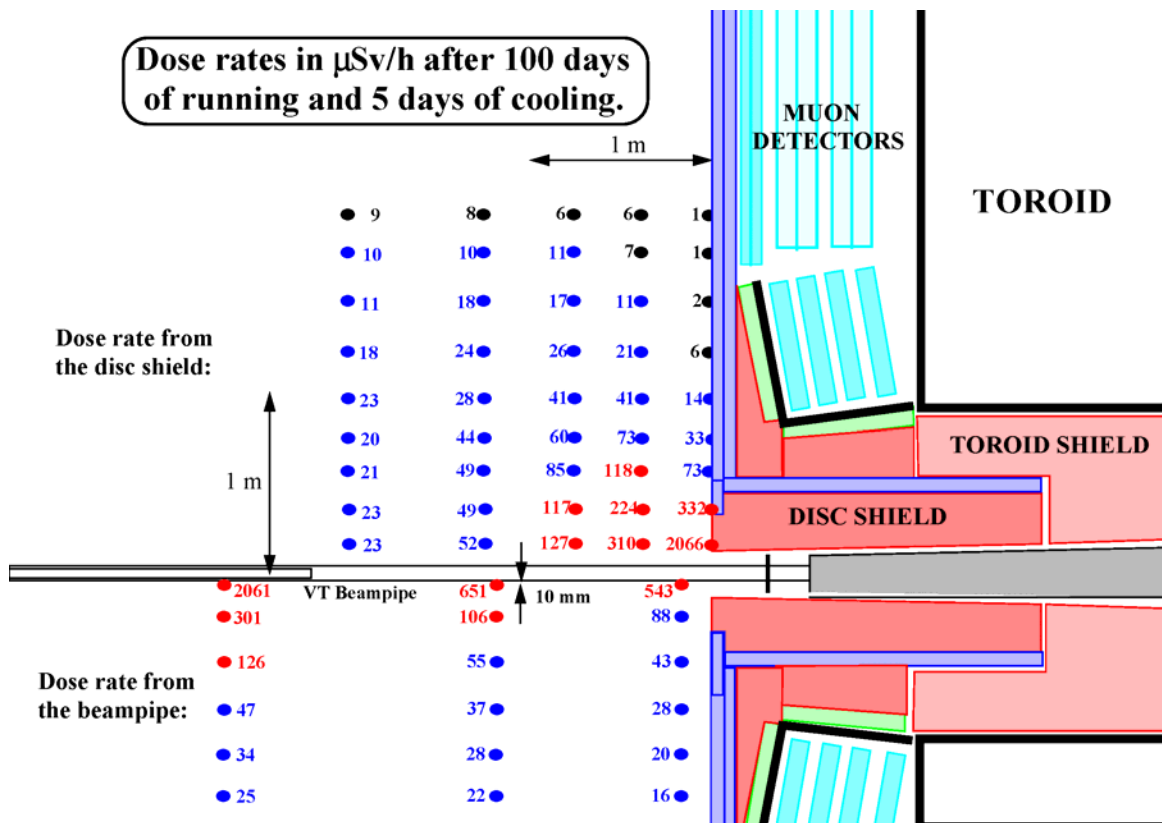 Dose rates in μSv/h after 100 days
of running and 5 days of cooling.
MUON
DETECTORS
1 m
TOROID
9 8 6 6 1
10 10 11 7 1
11 18 17 11 2
Dose rate from
the disc shield:
18 24 26 21 6
23 28 41 41 14
20 44 60 73 33
TOROID SHIELD
1 m
21 49 85 118 73
23 49 117 224 332
DISC SHIELD
23 52 127 310 2066
2061 VT Beampipe 651 10 mm 543
301 106 88
126 55 43
Dose rate from
the beampipe:
47 37 28
34 28 20
25 22 16